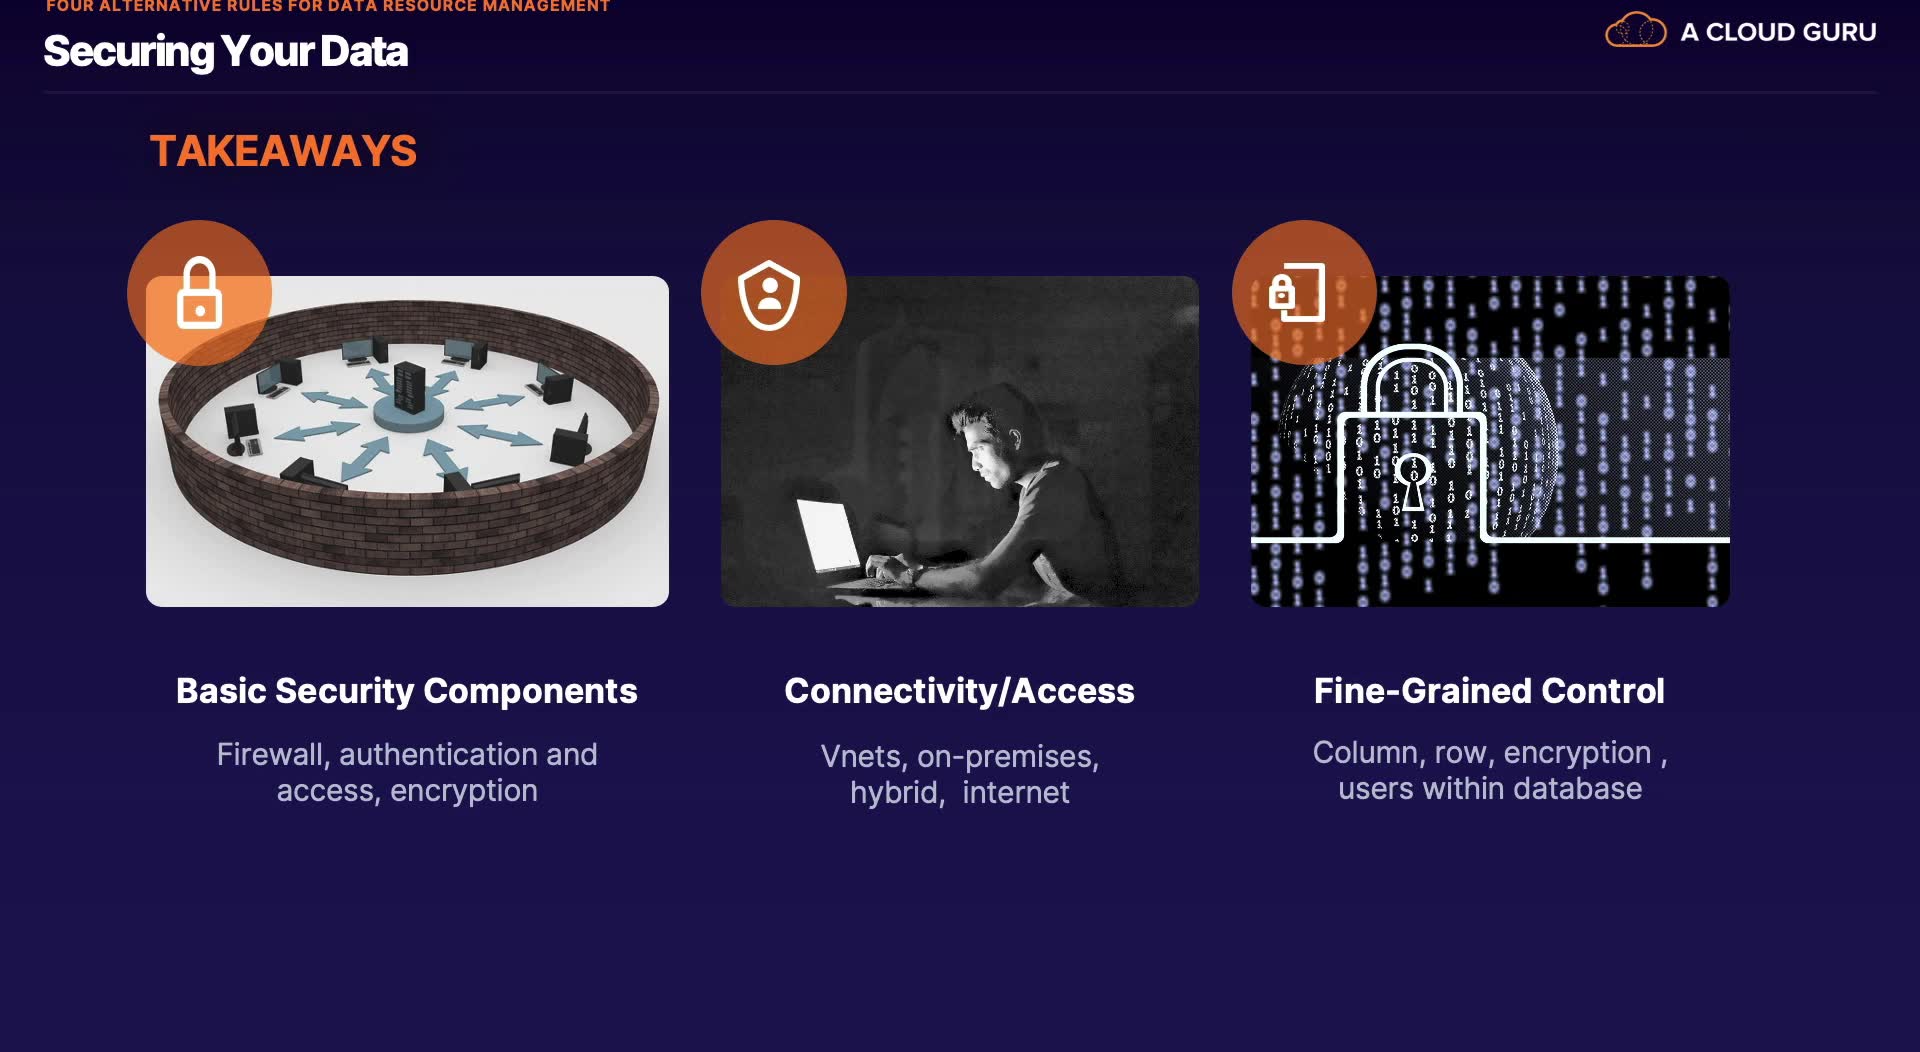 FOUR ALTERNATIVE RULES FOR DATA RESOURCE MANAGEMENT
Securing Your Data
A CLOUD GURU
TAKEAWAYS
Basic Security Components
Firewall, authentication and
access, encryption
Connectivity/Access
Vnets, on-premises,
hybrid,  internet
Fine-Grained Control
Column, row, encryption ,
users within database